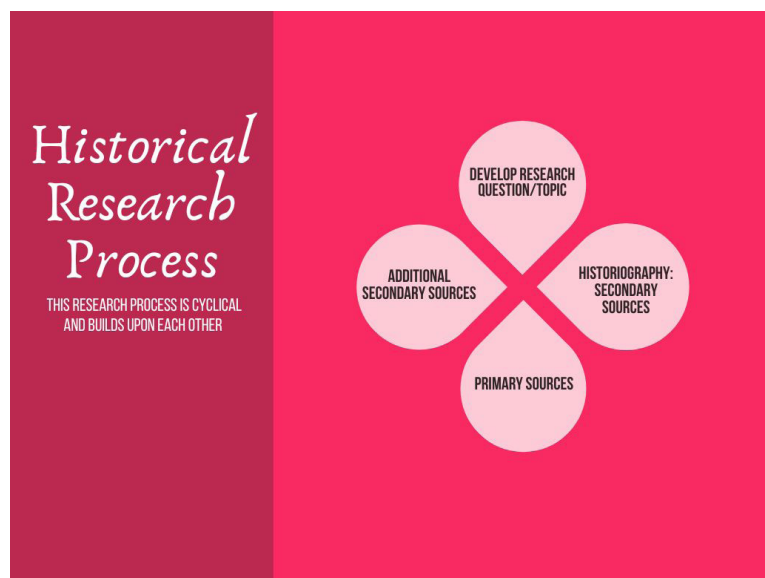 Historical
Research
Process
THIS RESEARCH PROCESS IS CYCLICAL
AND BUILDS UPON EACH OTHER
DEVELOP RESEARCH
QUESTION/TOPIC
ADDITIONAL
SECONDARY SOURCES
HISTORIOGRAPHY:
SECONDARY
SOURCES
PRIMARY SOURCES